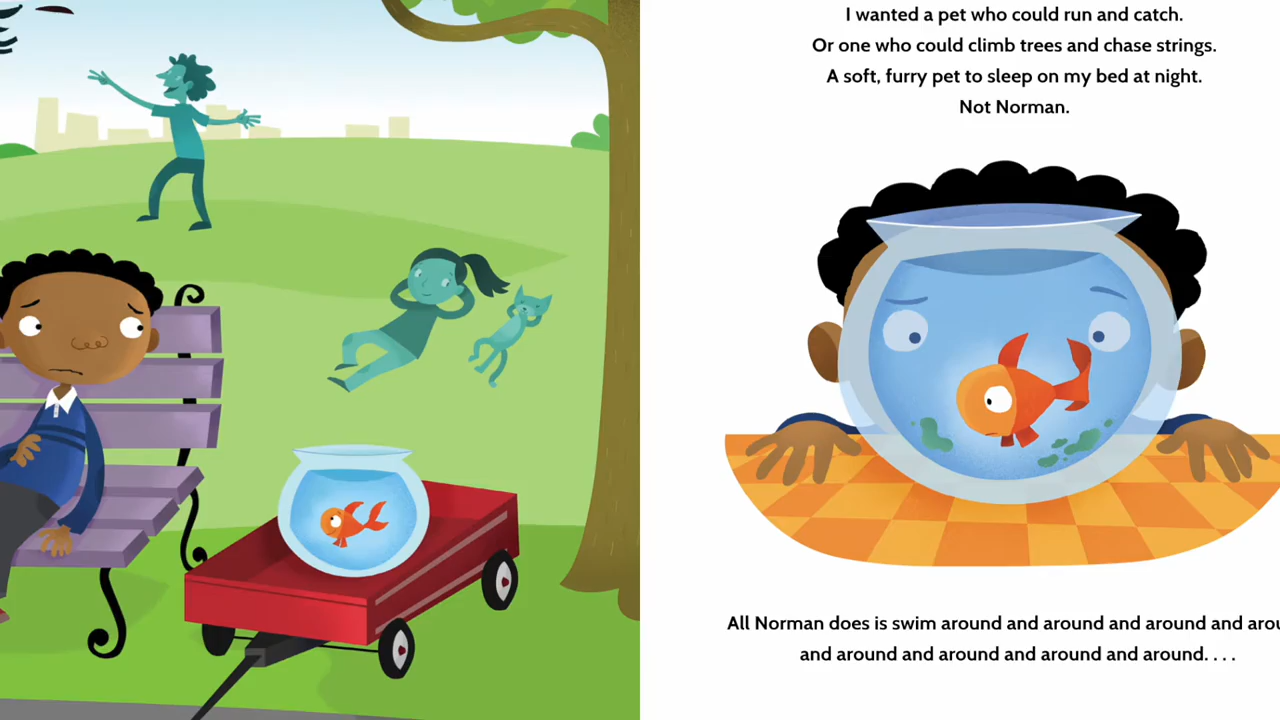 I wanted a pet who could run and catch.
Or one who could climb trees and chase strings.
A soft, furry pet to sleep on my bed at night.
Not Norman.
All Norman does is swim around and around and around and
and around and around and around and around. . . .